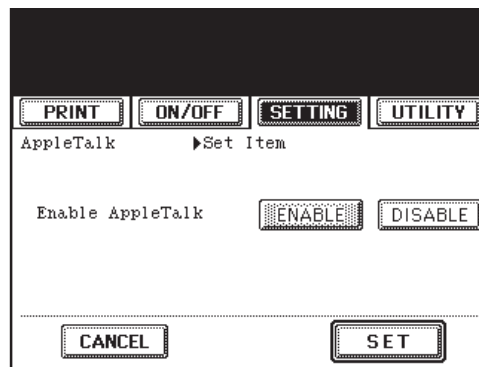 PRINT ON/OFF SETTING UTILITY
AppleTalk ▶Set Item
Enable AppleTalk ENABLE DISABLE
CANCEL SET